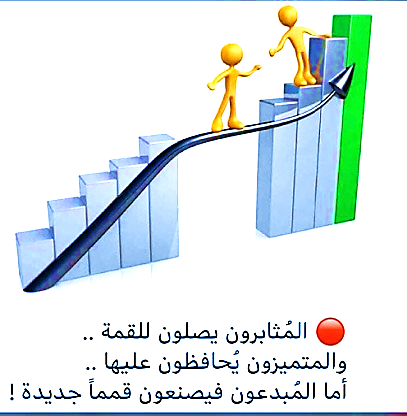 🔴 المُثابرون يصلون للقمة ..
والمتميزون يُحافظون عليها ..
أما المُبدعون فيصنعون قمماً جديدة !